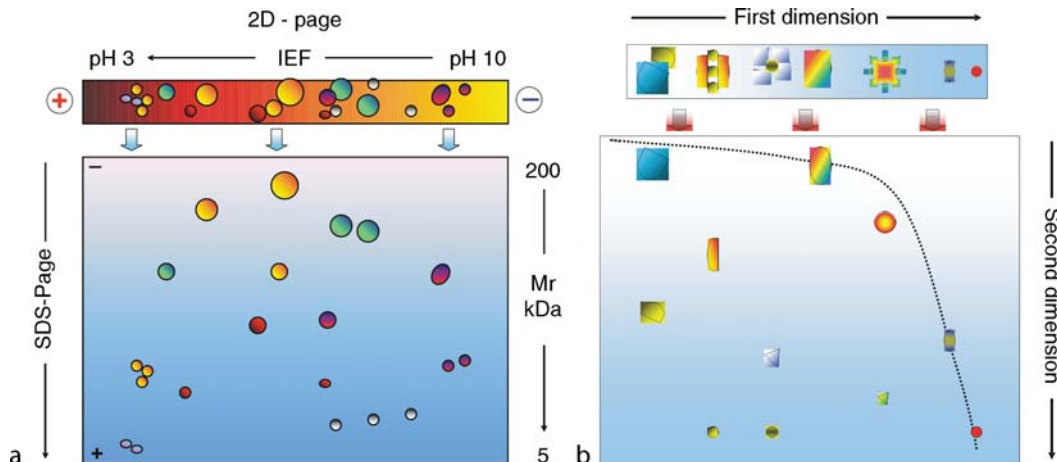 2D - page
pH 3
IEF
pH 10
+
−
SDS-Page
−
+
200
Mr
kDa
5
a
First dimension
Second dimension
b